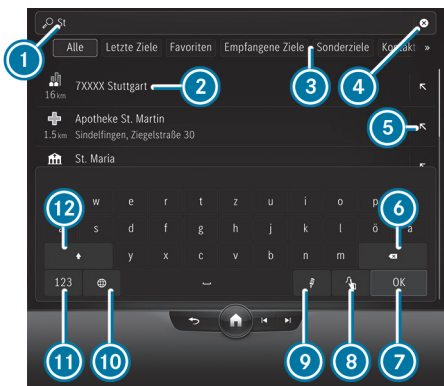 St
1
Alle Letzte Ziele Favoriten Empfangene Ziele Sonderziele Kontakt »
3
4
16 km
7XXXX Stuttgart
2
Apotheke St. Martin
1.5 km Sindelfingen, Ziegelstraße 30
5
St. Maria
w e r t z u i o p
12
6
a s d f g h j k l ö ä
y x c v b n m
123
OK
11
10
9
8
7